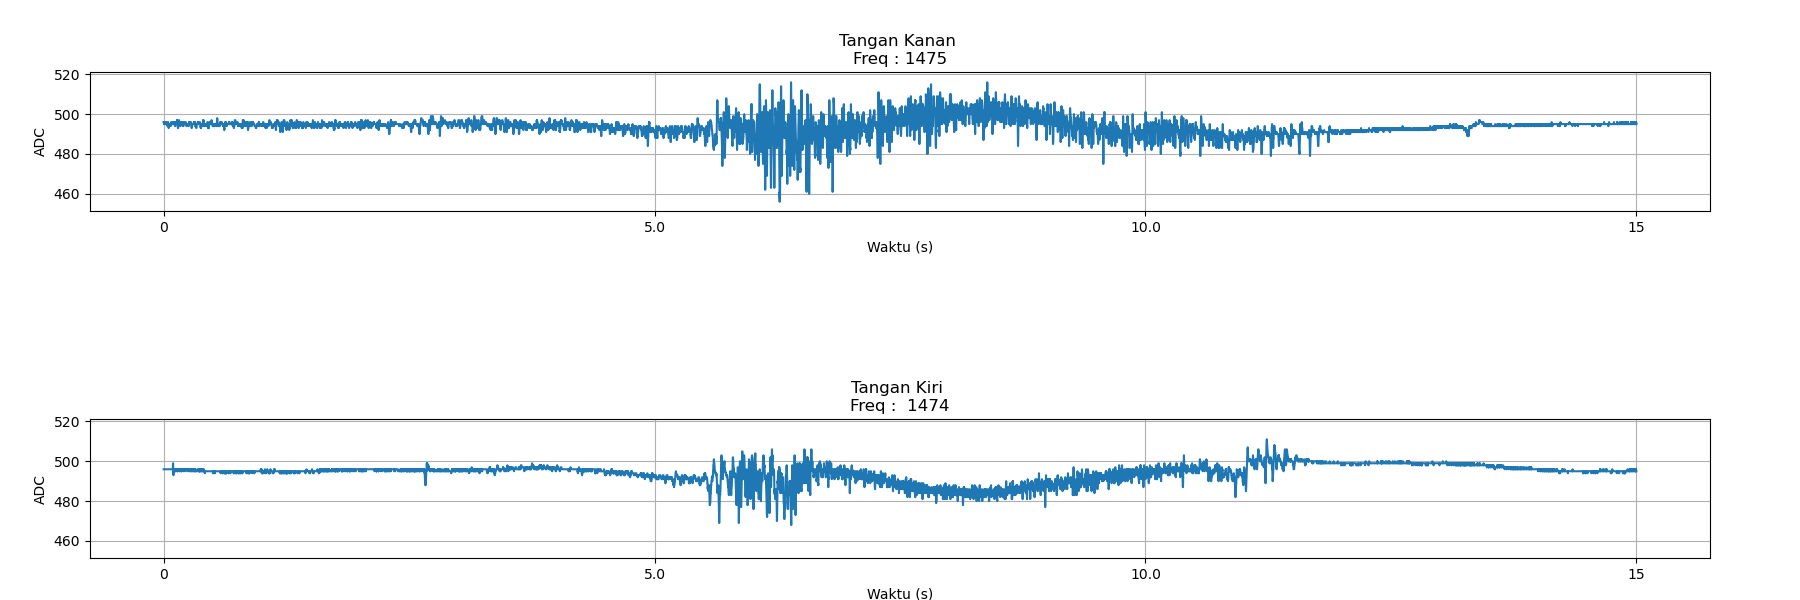 Tangan Kanan
Freq : 1475
520
500
480
460
ADC
0 5.0 10.0 15
Waktu (s)
Tangan Kiri
Freq :  1474
520
500
480
460
ADC
0 5.0 10.0 15
Waktu (s)